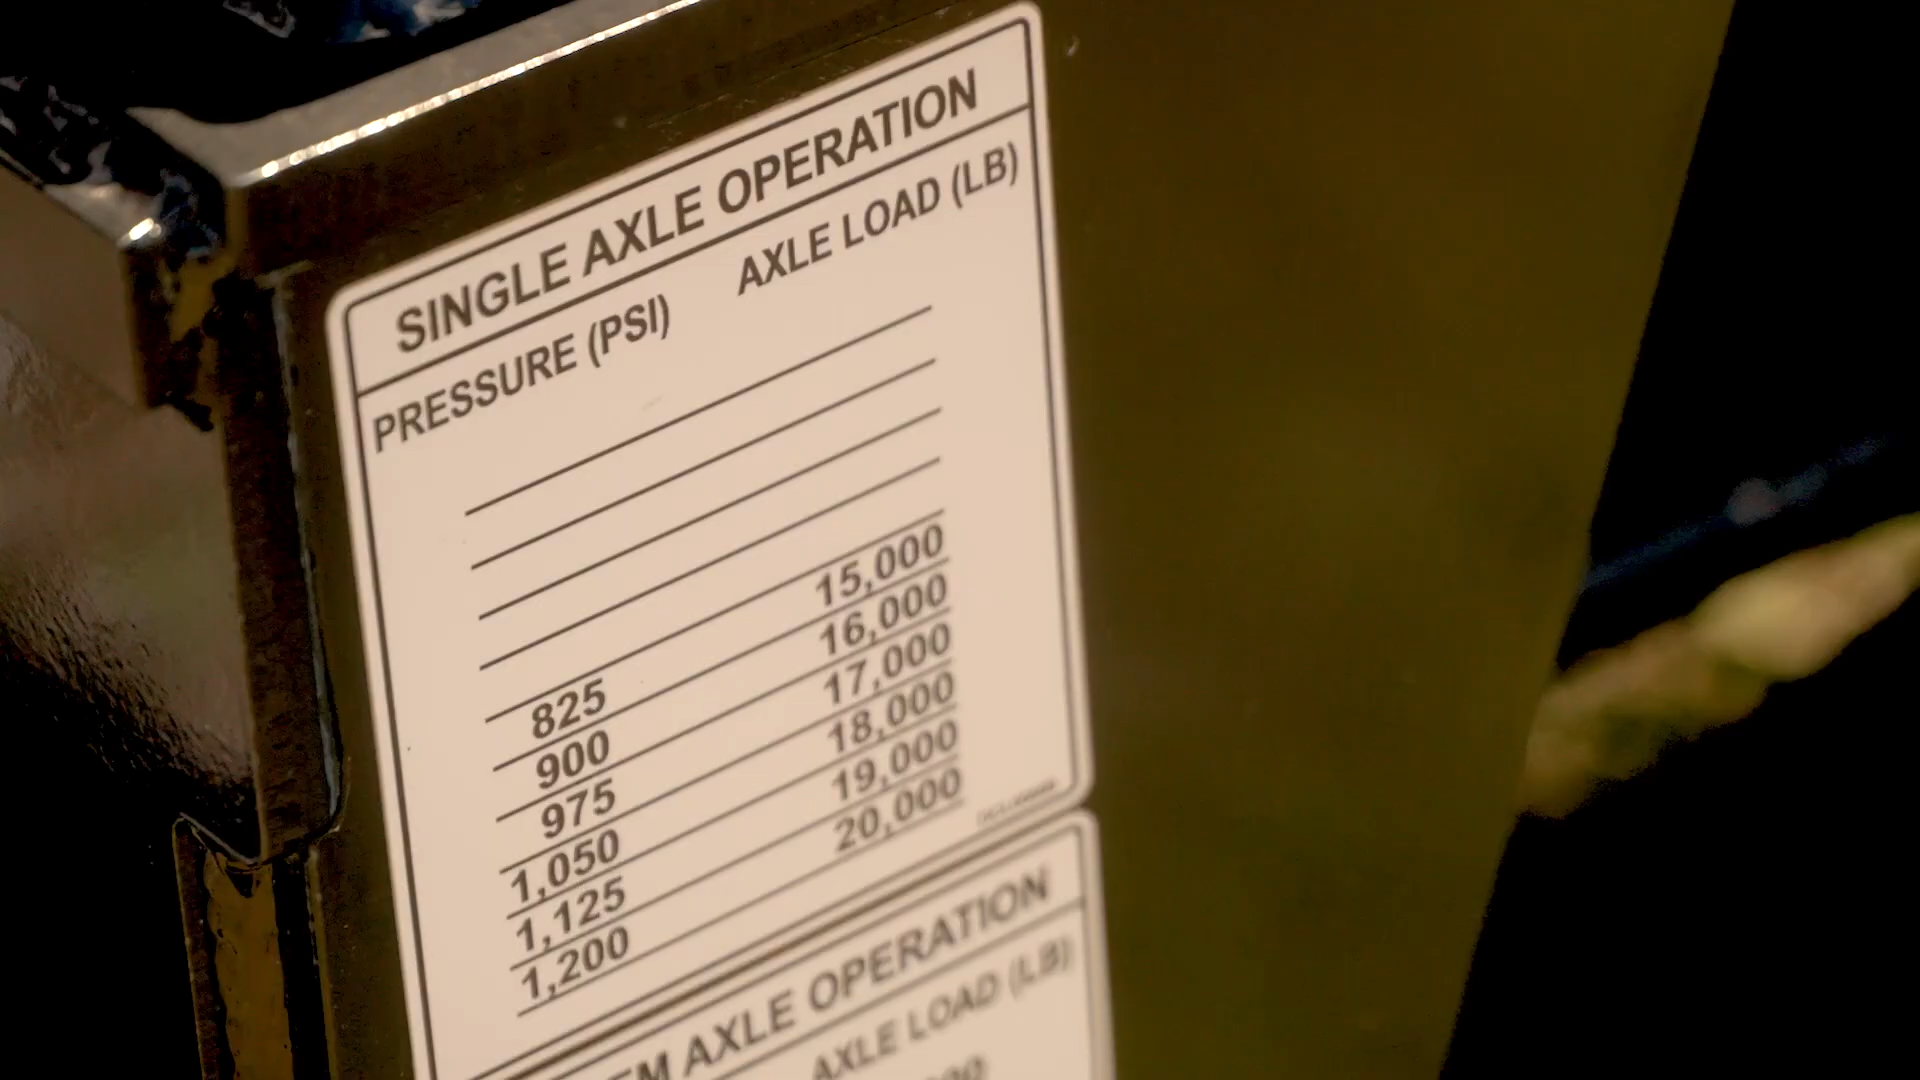 SINGLE AXLE OPERATION
PRESSURE (PSI) AXLE LOAD (LB)
825 15,000
900 16,000
975 17,000
1,050 18,000
1,125 19,000
1,200 20,000
AXLE OPERATION
AXLE LOAD (LB)